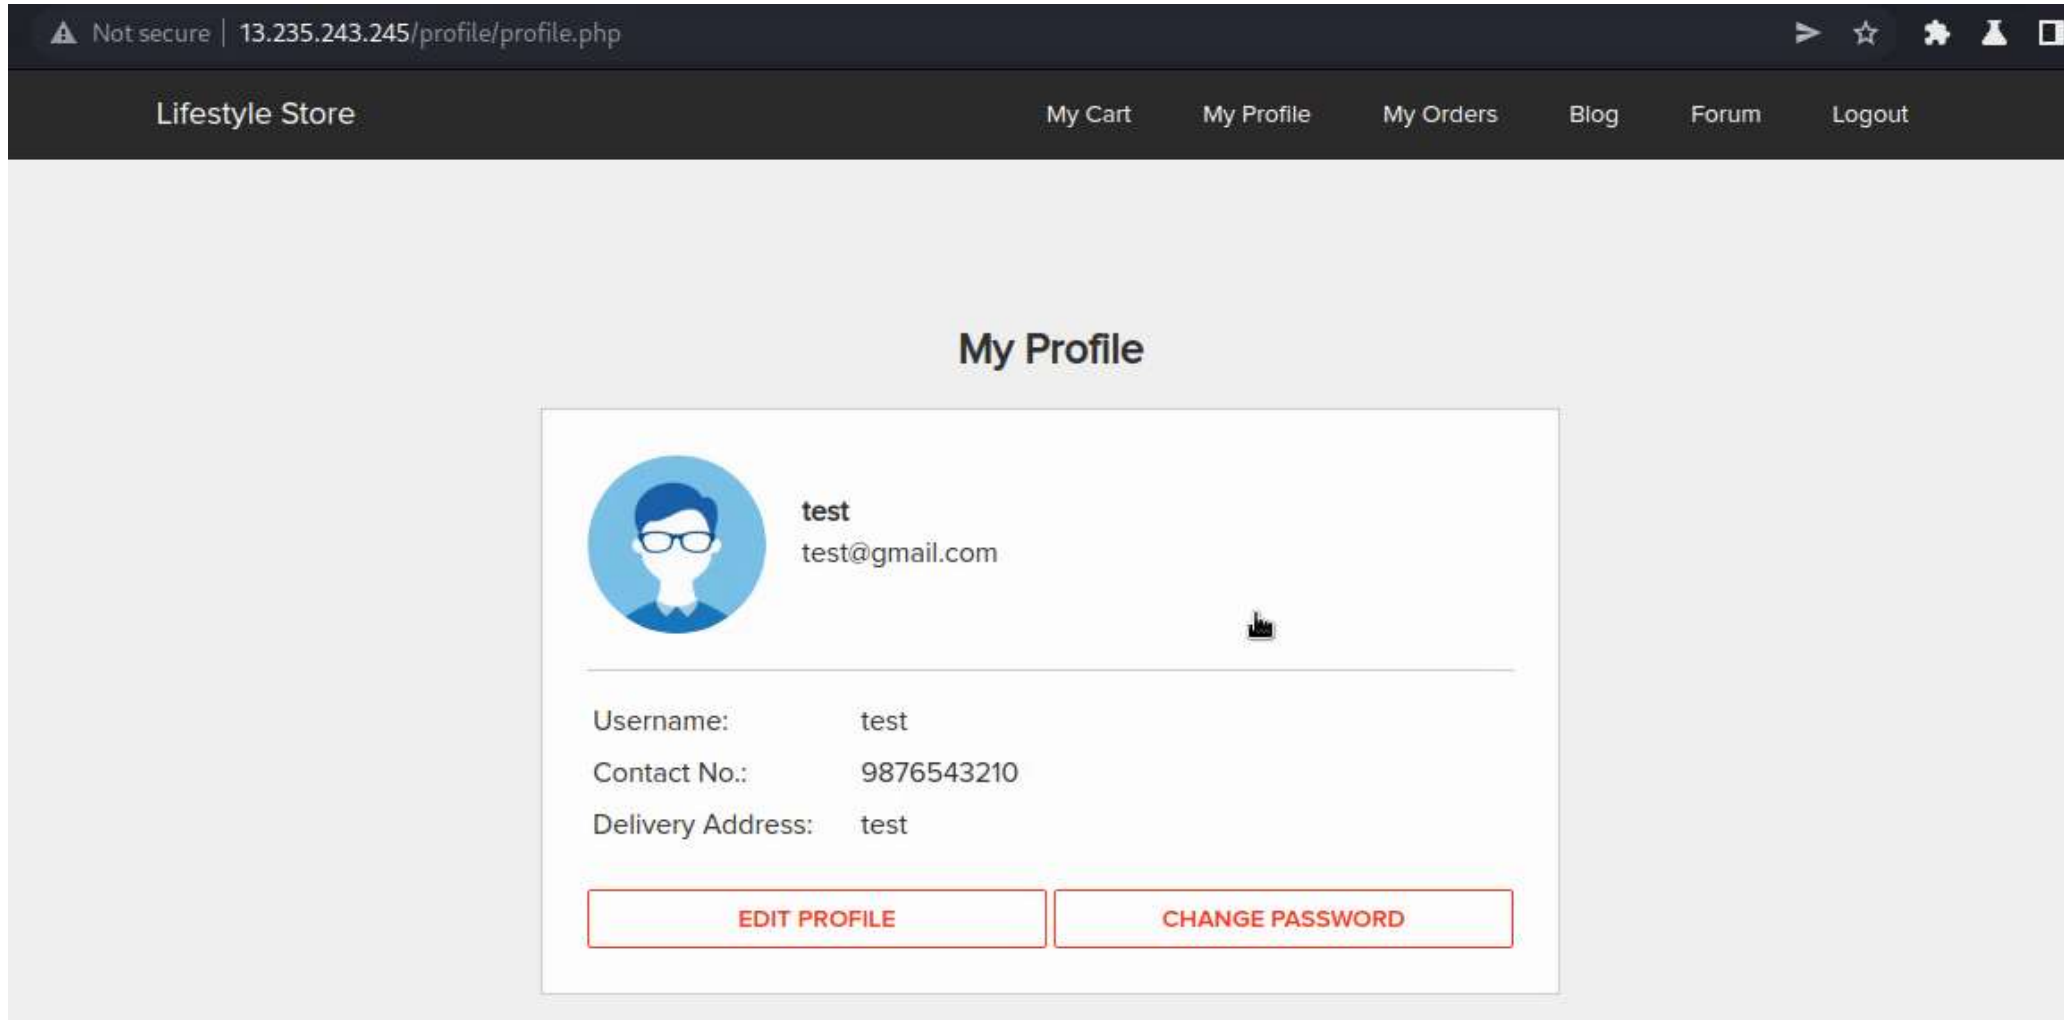 Not secure | 13.235.243.245/profile/profile.php
Lifestyle Store My Cart My Profile My Orders Blog Forum Logout
My Profile
test
test@gmail.com
Username: test
Contact No.: 9876543210
Delivery Address: test
EDIT PROFILE CHANGE PASSWORD